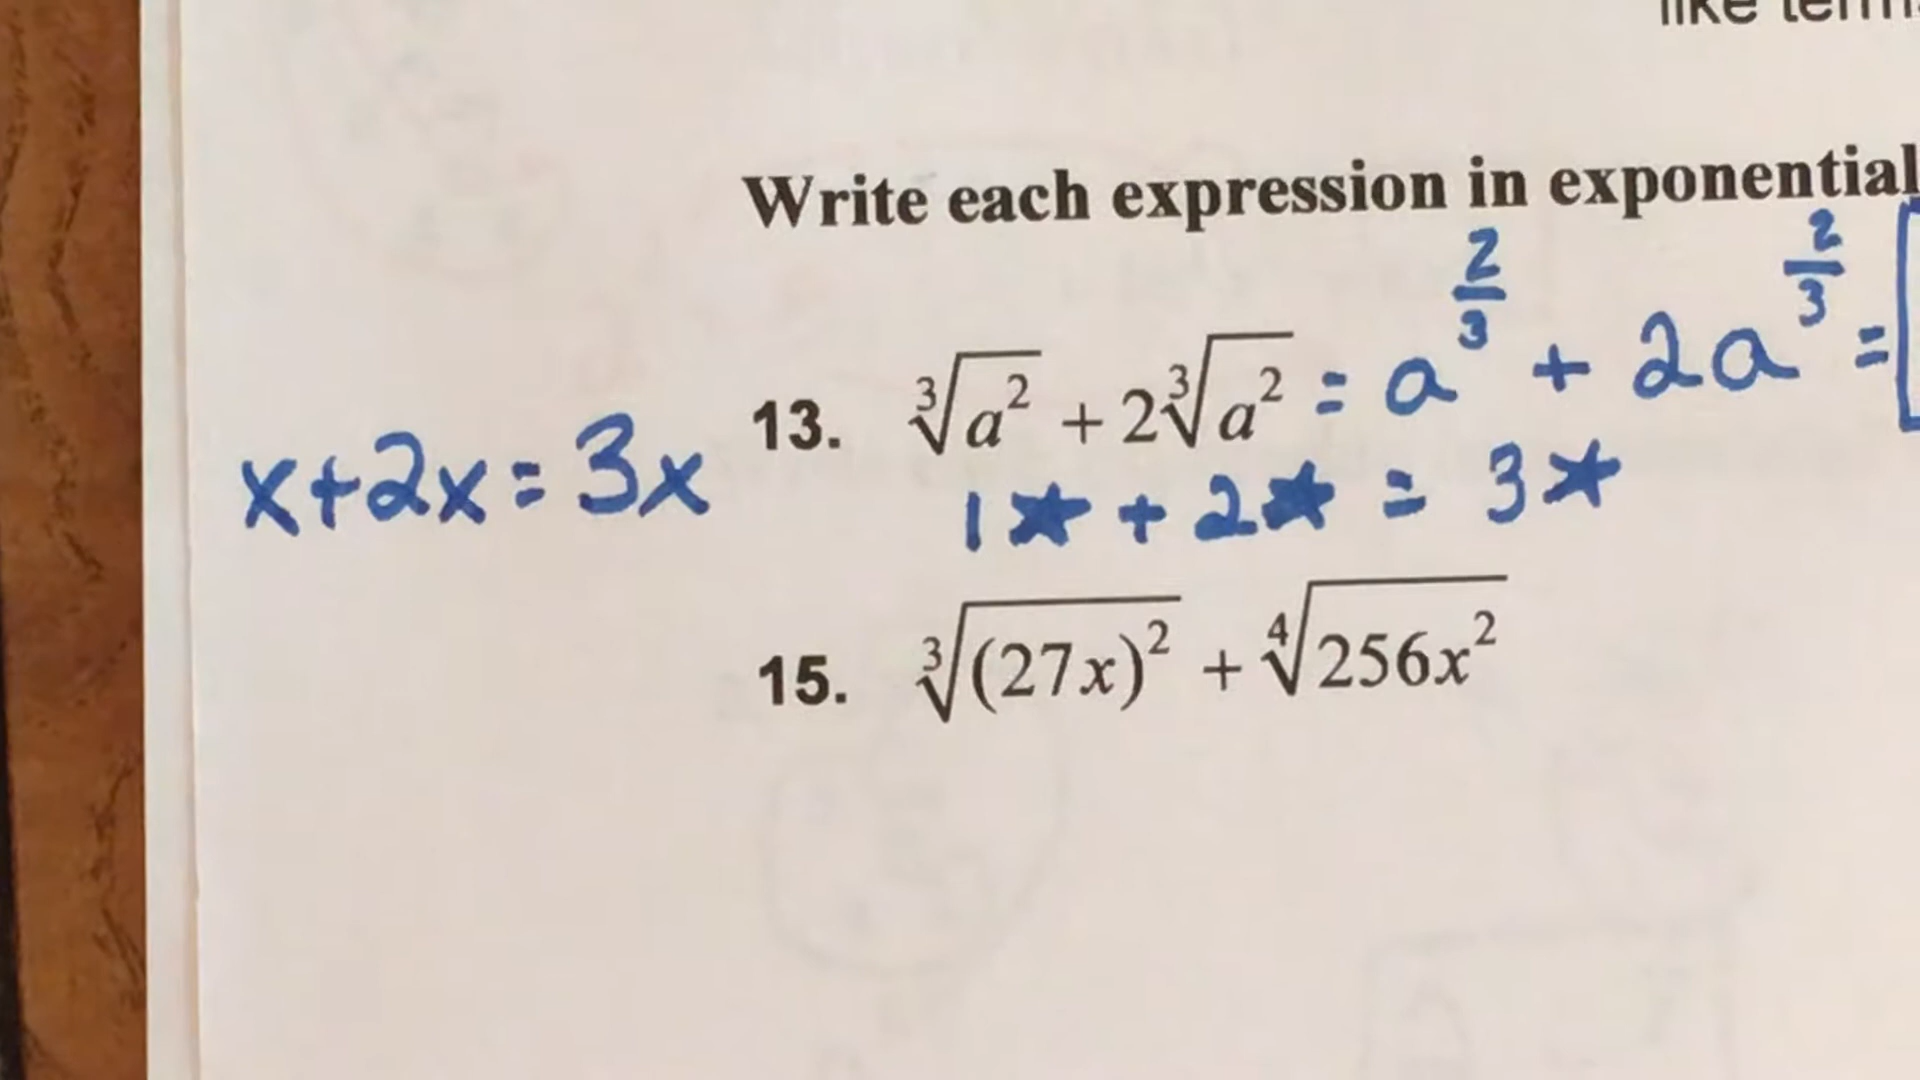 like
Write each expression in exponential
13. ∛a² + 2∛a² = a^(2/3) + 2a^(2/3) =
x+2x=3x
1★ + 2★ = 3★
15. ∛(27x)² + ∜256x²